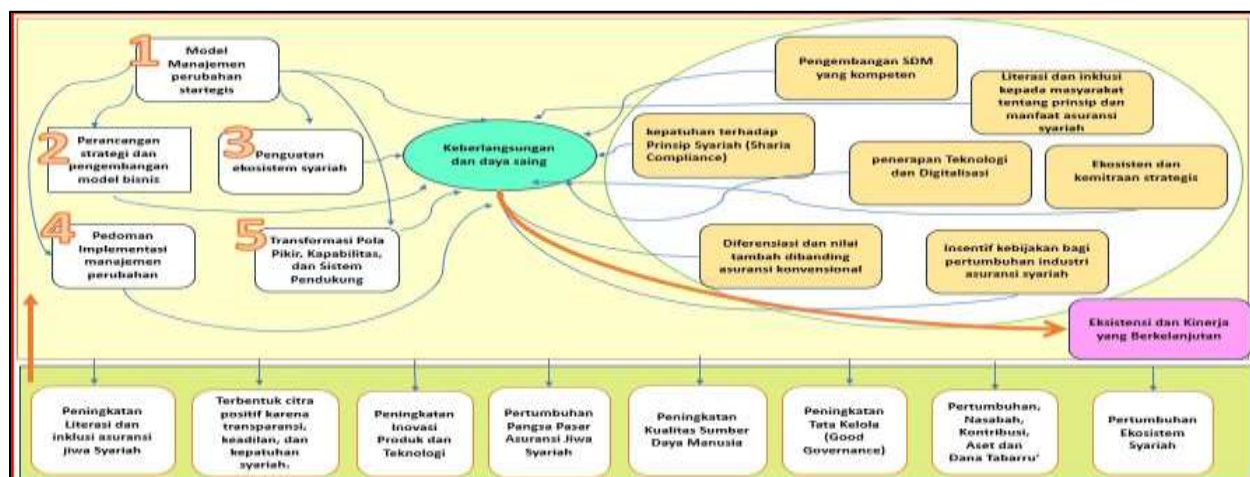 1
Model
Manajemen
perubahan
startegis
2
Perancangan
strategi dan
pengembangan
model bisnis
3
Penguatan
ekosistem syariah
4
Pedoman
Implementasi
manajemen
perubahan
5
Transformasi Pola
Pikir, Kapabilitas,
dan Sistem
Pendukung
Keberlangsungan
dan daya saing
Pengembangan SDM
yang kompeten
Literasi dan inklusi
kepada masyarakat
tentang prinsip dan
manfaat asuransi
syariah
kepatuhan terhadap
Prinsip Syariah (Sharia
Compliance)
penerapan Teknologi
dan Digitalisasi
Ekosisten dan
kemitraan strategis
Diferensiasi dan nilai
tambah dibanding
asuransi konvensional
Insentif kebijakan bagi
pertumbuhan industri
asuransi syariah
Eksistensi dan Kinerja
yang Berkelanjutan
Peningkatan
Literasi dan
inklusi asuransi
jiwa Syariah
Terbentuk citra
positif karena
transparansi,
keadilan, dan
kepatuhan
syariah.
Peningkatan
Inovasi
Produk dan
Teknologi
Pertumbuhan
Pangsa Pasar
Asuransi Jiwa
Syariah
Peningkatan
Kualitas Sumber
Daya Manusia
Peningkatan
Tata Kelola
(Good
Governance)
Pertumbuhan,
Nasabah,
Kontribusi,
Aset dan
Dana Tabarru'
Pertumbuhan
Ekosistem
Syariah